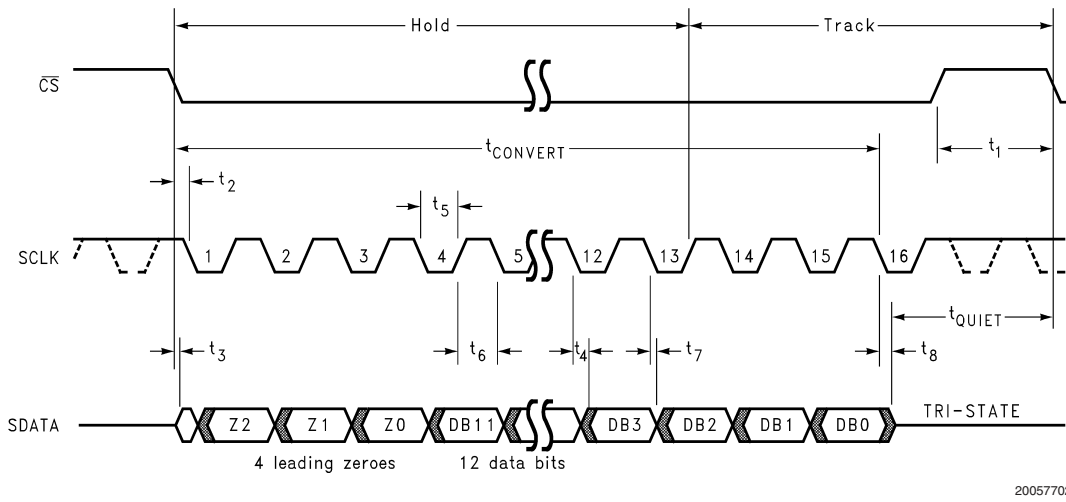 Hold Track
CS
tCONVERT t1
t2
t5
SCLK 1 2 3 4 5 12 13 14 15 16
tQUIET
t3 t6 t4 t7 t8
SDATA Z2 Z1 Z0 DB11 DB3 DB2 DB1 DB0 TRI-STATE
4 leading zeroes 12 data bits